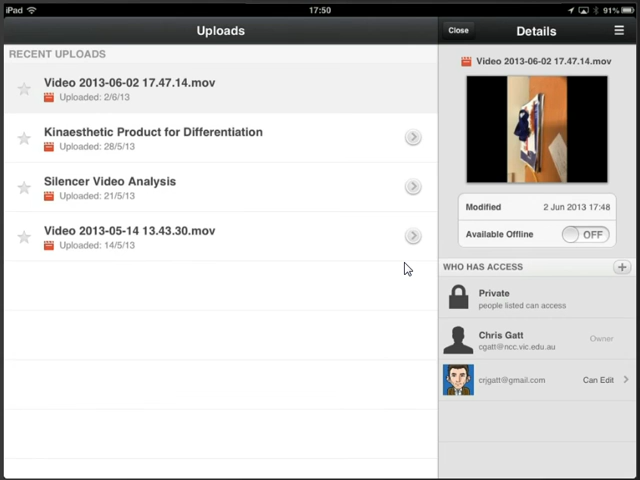 iPad
17:50
91%
Uploads
Close
Details
RECENT UPLOADS
Video 2013-06-02 17.47.14.mov
Uploaded: 2/6/13
Kinaesthetic Product for Differentiation
Uploaded: 28/5/13
Silencer Video Analysis
Uploaded: 21/5/13
Video 2013-05-14 13.43.30.mov
Uploaded: 14/5/13
Video 2013-06-02 17.47.14.mov
Modified 2 Jun 2013 17:48
Available Offline OFF
WHO HAS ACCESS
Private
people listed can access
Chris Gatt
Owner
cgatt@ncc.vic.edu.au
crjgatt@gmail.com Can Edit